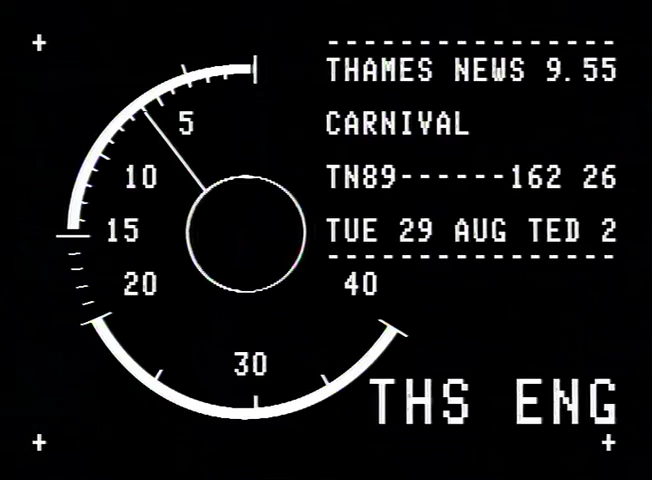 THAMES NEWS 9.55
CARNIVAL
TN89------162 26
TUE 29 AUG TED 2
5
10
15
20
30
40
THS ENG